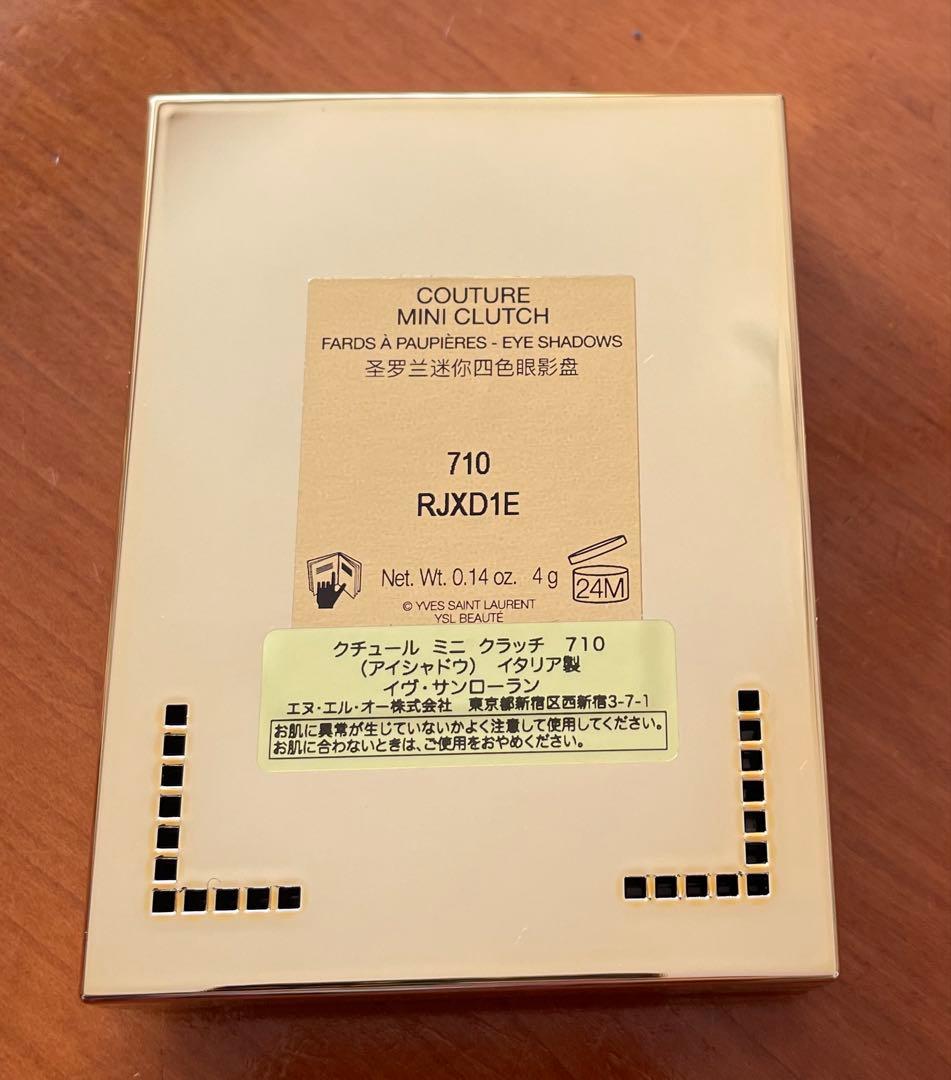 COUTURE
MINI CLUTCH
FARDS À PAUPIÈRES - EYE SHADOWS
圣罗兰迷你四色眼影盘
710
RJXD1E
Net. Wt. 0.14 oz. 4 g
24M
© YVES SAINT LAURENT
YSL BEAUTÉ
クチュール ミニ クラッチ 710
(アイシャドウ) イタリア製
イヴ・サンローラン
エヌ・エル・オー株式会社 東京都新宿区西新宿3-7-1
お肌に異常が生じていないかよく注意して使用してください。
お肌に合わないときは、ご使用をおやめください。